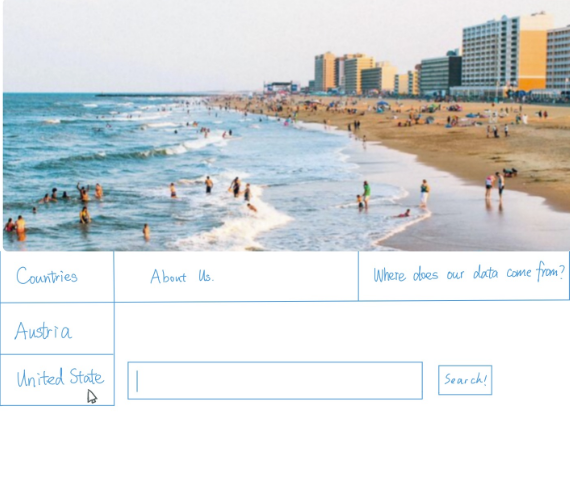 Countries
About Us.
Where does our data come from?
Austria
United State
Search!